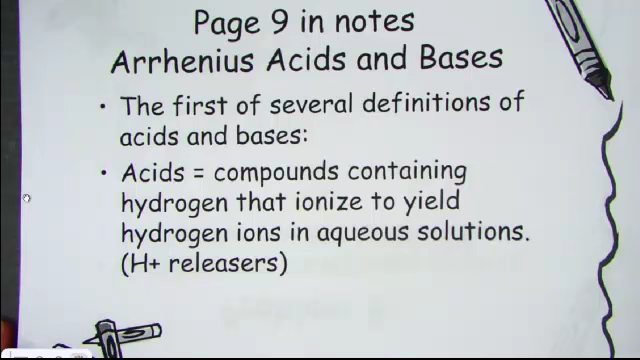 Page 9 in notes
Arrhenius Acids and Bases
• The first of several definitions of
acids and bases:
• Acids = compounds containing
hydrogen that ionize to yield
hydrogen ions in aqueous solutions.
(H+ releasers)